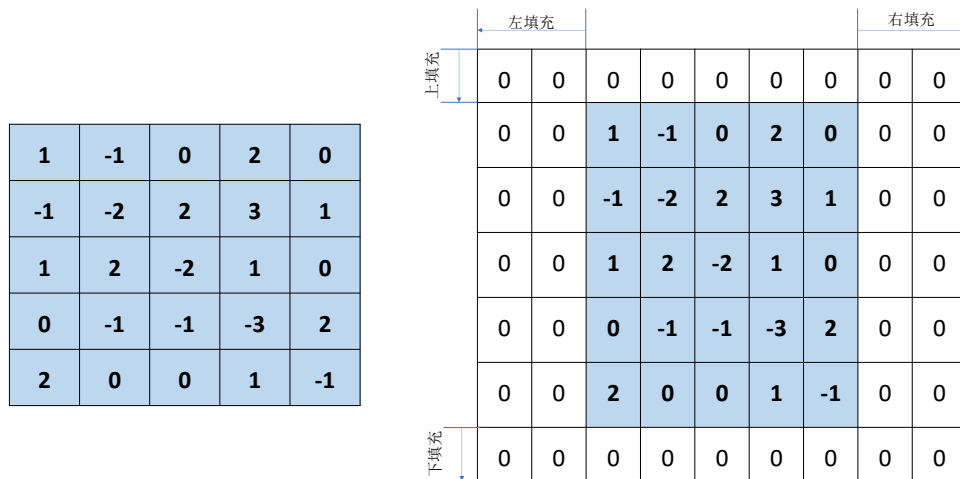 左填充
右填充
上填充
0 0 0 0 0 0 0 0 0
1 -1 0 2 0
0 0 1 -1 0 2 0 0 0
-1 -2 2 3 1
0 0 -1 -2 2 3 1 0 0
1 2 -2 1 0
0 0 1 2 -2 1 0 0 0
0 -1 -1 -3 2
0 0 0 -1 -1 -3 2 0 0
2 0 0 1 -1
0 0 2 0 0 1 -1 0 0
下填充
0 0 0 0 0 0 0 0 0